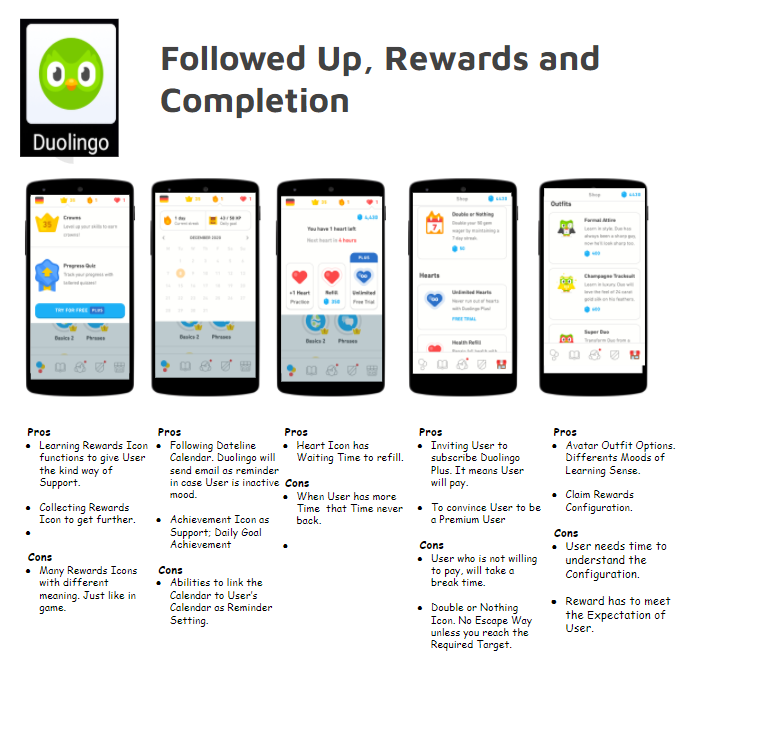 Followed Up, Rewards and
Completion
Duolingo
35
1
1
35
Crowns
Level up your skills to earn
crowns!
Progress Quiz
Track your progress with
tailored quizzes!
TRY FOR FREE PLUS
Basics 2 Phrases
1 day
Current streak
Daily goal
DECEMBER 2020
Basics 2 Phrases
You have 1 heart left
Next heart in 4 hours
PLUS
+1 Heart
Practice
Refill
350
Unlimited
Free Trial
Basics 2 Phrases
Shop
Double or Nothing
Double your 50 gem
wager by maintaining a
7 day streak.
50
Hearts
Unlimited Hearts
Never run out of hearts
with Duolingo Plus!
FREE TRIAL
Health Refill
Shop
Outfits
Formal Attire
Learn in style. Duo has
always been a sharp guy,
now he'll look sharp too.
Champagne Tracksuit
Learn in luxury. Duo will
love the feel of 24 carat
gold silk on his feathers.
Super Duo
Pros
Learning Rewards Icon
functions to give User
the kind way of
Support.
Collecting Rewards
Icon to get further.
Cons
Many Rewards Icons
with different
meaning. Just like in
game.
Pros
Following Dateline
Calendar. Duolingo will
send email as reminder
in case User is inactive
mood.
Achievement Icon as
Support; Daily Goal
Achievement
Cons
Abilities to link the
Calendar to User's
Calendar as Reminder
Setting.
Pros
Heart Icon has
Waiting Time to refill.
Cons
When User has more
Time that Time never
back.
Pros
Inviting User to
subscribe Duolingo
Plus. It means User
will pay.
To convince User to be
a Premium User
Cons
User who is not willing
to pay, will take a
break time.
Double or Nothing
Icon. No Escape Way
unless you reach the
Required Target.
Pros
Avatar Outfit Options.
Differents Moods of
Learning Sense.
Claim Rewards
Configuration.
Cons
User needs time to
understand the
Configuration.
Reward has to meet
the Expectation of
User.